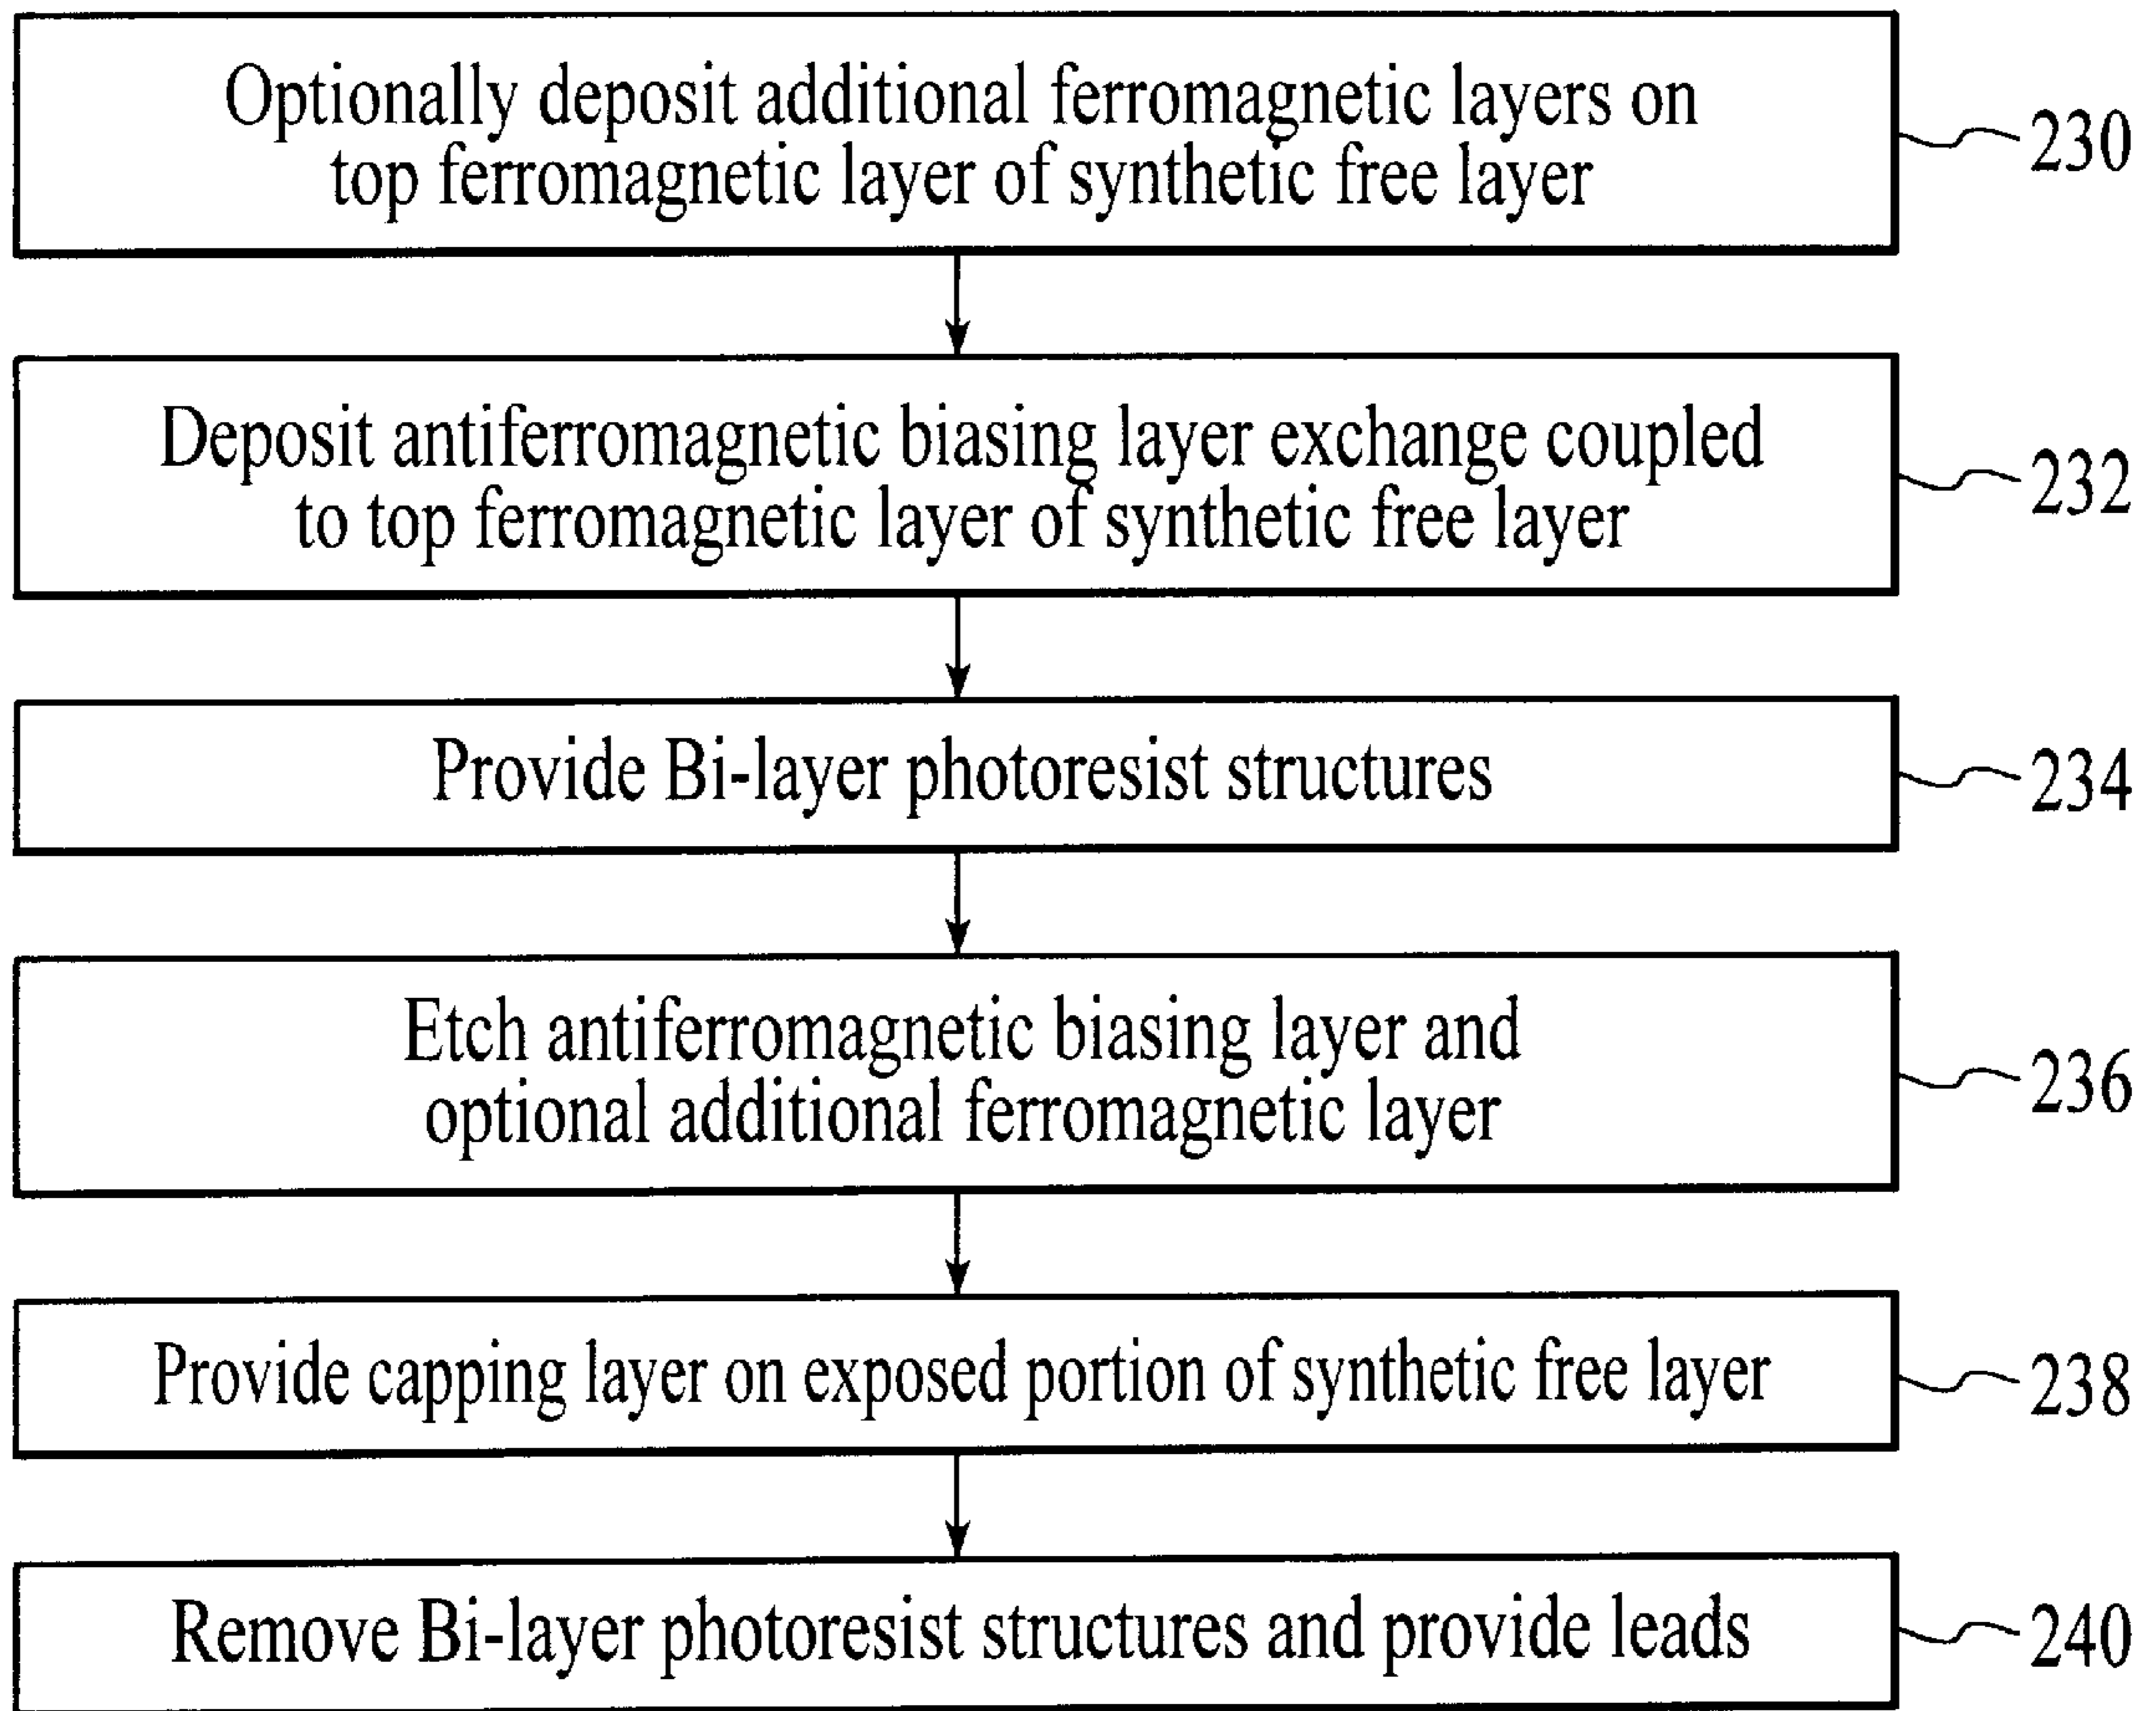 Optionally deposit additional ferromagnetic layers on
top ferromagnetic layer of synthetic free layer
230
Deposit antiferromagnetic biasing layer exchange coupled
to top ferromagnetic layer of synthetic free layer
232
Provide Bi-layer photoresist structures
234
Etch antiferromagnetic biasing layer and
optional additional ferromagnetic layer
236
Provide capping layer on exposed portion of synthetic free layer
238
Remove Bi-layer photoresist structures and provide leads
240